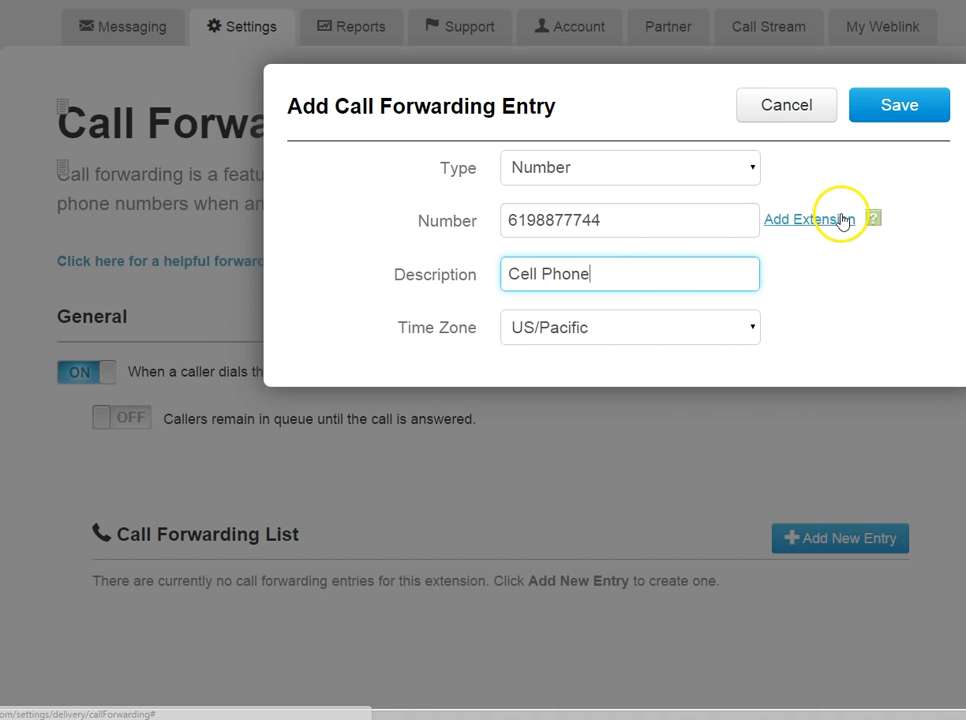 Messaging
Settings
Reports
Support
Account
Partner
Call Stream
My Weblink
Add Call Forwarding Entry
Cancel
Save
Type
Number
Number
6198877744
Add Extension
?
Description
Cell Phone
Time Zone
US/Pacific
Call Forwa
Call forwarding is a featu
phone numbers when an
Click here for a helpful forward
General
ON
When a caller dials th
OFF
Callers remain in queue until the call is answered.
Call Forwarding List
Add New Entry
There are currently no call forwarding entries for this extension. Click Add New Entry to create one.
om/settings/delivery/callForwarding#